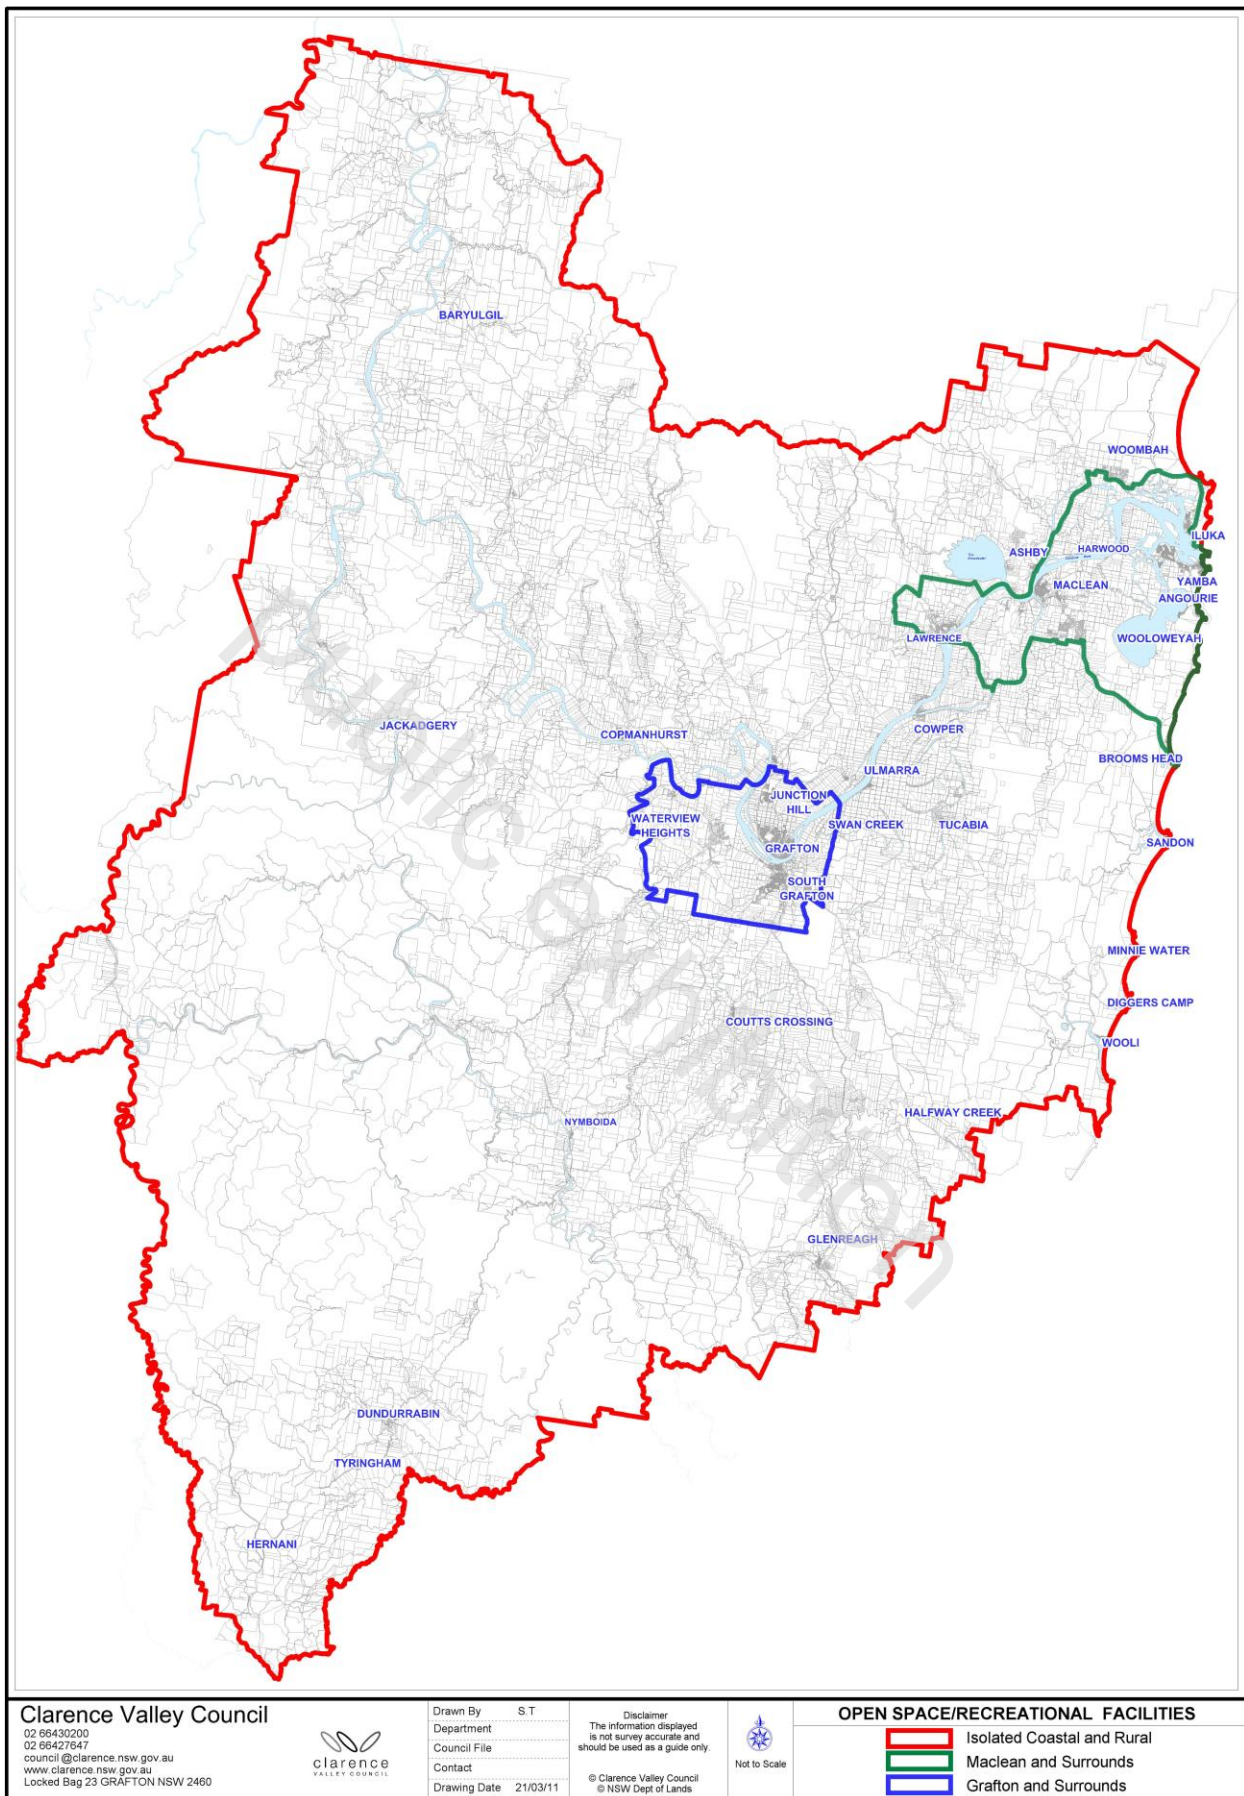 BARYULGIL
WOOMBAH
ILUKA
ASHBY
HARWOOD
MACLEAN
YAMBA
ANGOURIE
LAWRENCE
WOOLOWEYAH
JACKADGERY
COPMANHURST
COWPER
BROOMS HEAD
ULMARRA
JUNCTION
HILL
WATERVIEW
HEIGHTS
SWAN CREEK
TUCABIA
GRAFTON
SANDON
SOUTH
GRAFTON
MINNIE WATER
DIGGERS CAMP
COUTTS CROSSING
WOOLI
HALFWAY CREEK
NYMBOIDA
GLENREAGH
DUNDURRABIN
TYRINGHAM
HERNANI
public exhibition
Clarence Valley Council
02 66430200
02 66427647
council @clarence.nsw.gov.au
www.clarence.nsw.gov.au
Locked Bag 23 GRAFTON NSW 2460
clarence
VALLEY COUNCIL
Drawn By S.T
Department
Council File
Contact
Drawing Date 21/03/11
Disclaimer
The information displayed
is not survey accurate and
should be used as a guide only.
© Clarence Valley Council
© NSW Dept of Lands
Not to Scale
OPEN SPACE/RECREATIONAL FACILITIES
Isolated Coastal and Rural
Maclean and Surrounds
Grafton and Surrounds